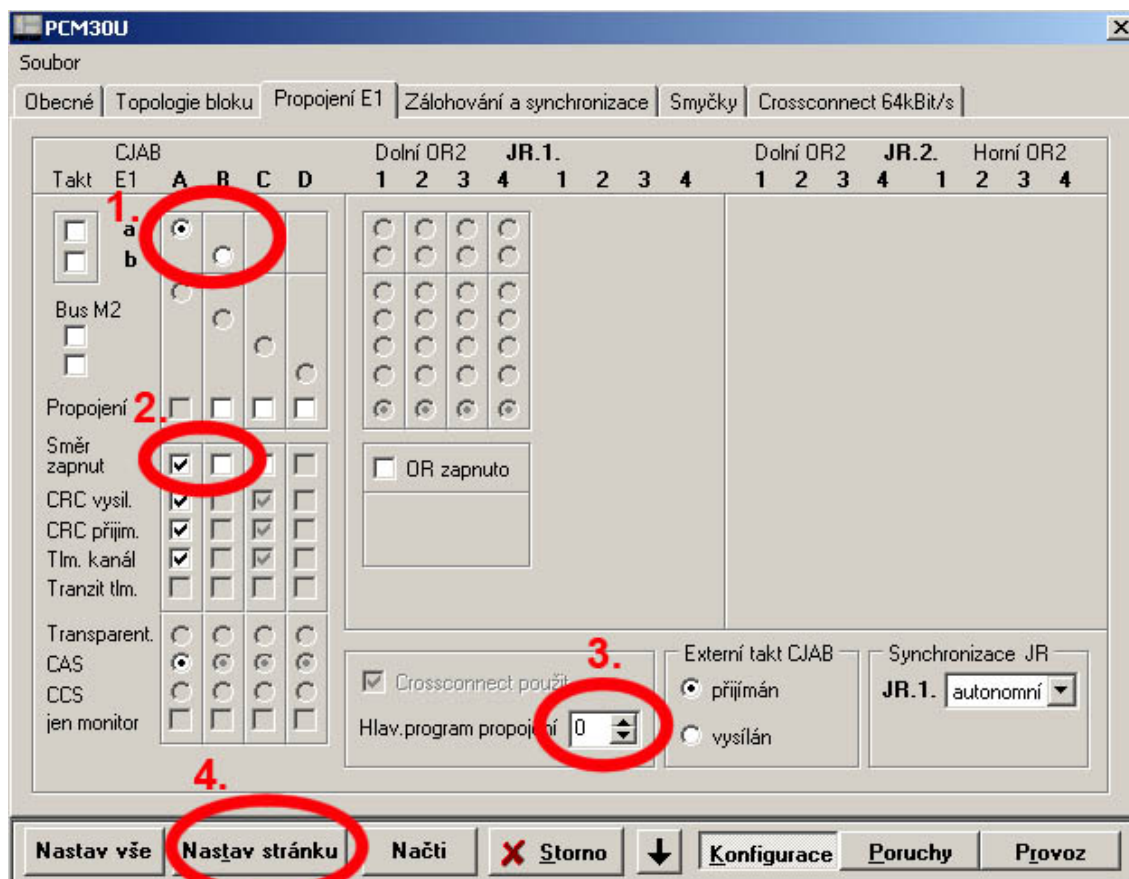 PCM30U
Soubor
Obecné Topologie bloku Propojení E1 Zálohování a synchronizace Smyčky Crossconnect 64kBit/s
CJAB Dolní OR2 JR.1. Dolní OR2 JR.2. Horní OR2
Takt E1 A B C D 1 2 3 4 1 2 3 4 1 2 3 4 1 2 3 4
1.
a
b
Bus M2
Propojení
2.
Směr
zapnut
OR zapnuto
CRC vysil.
CRC přijim.
Tlm. kanál
Tranzit tlm.
Transparent.
CAS
CCS
jen monitor
3.
Crossconnect použit
Hlav.program propojení 0
Externí takt CJAB
přijímán
vysílán
Synchronizace JR
JR.1. autonomní
4.
Nastav vše Nastav stránku Načti Storno Konfigurace Poruchy Provoz